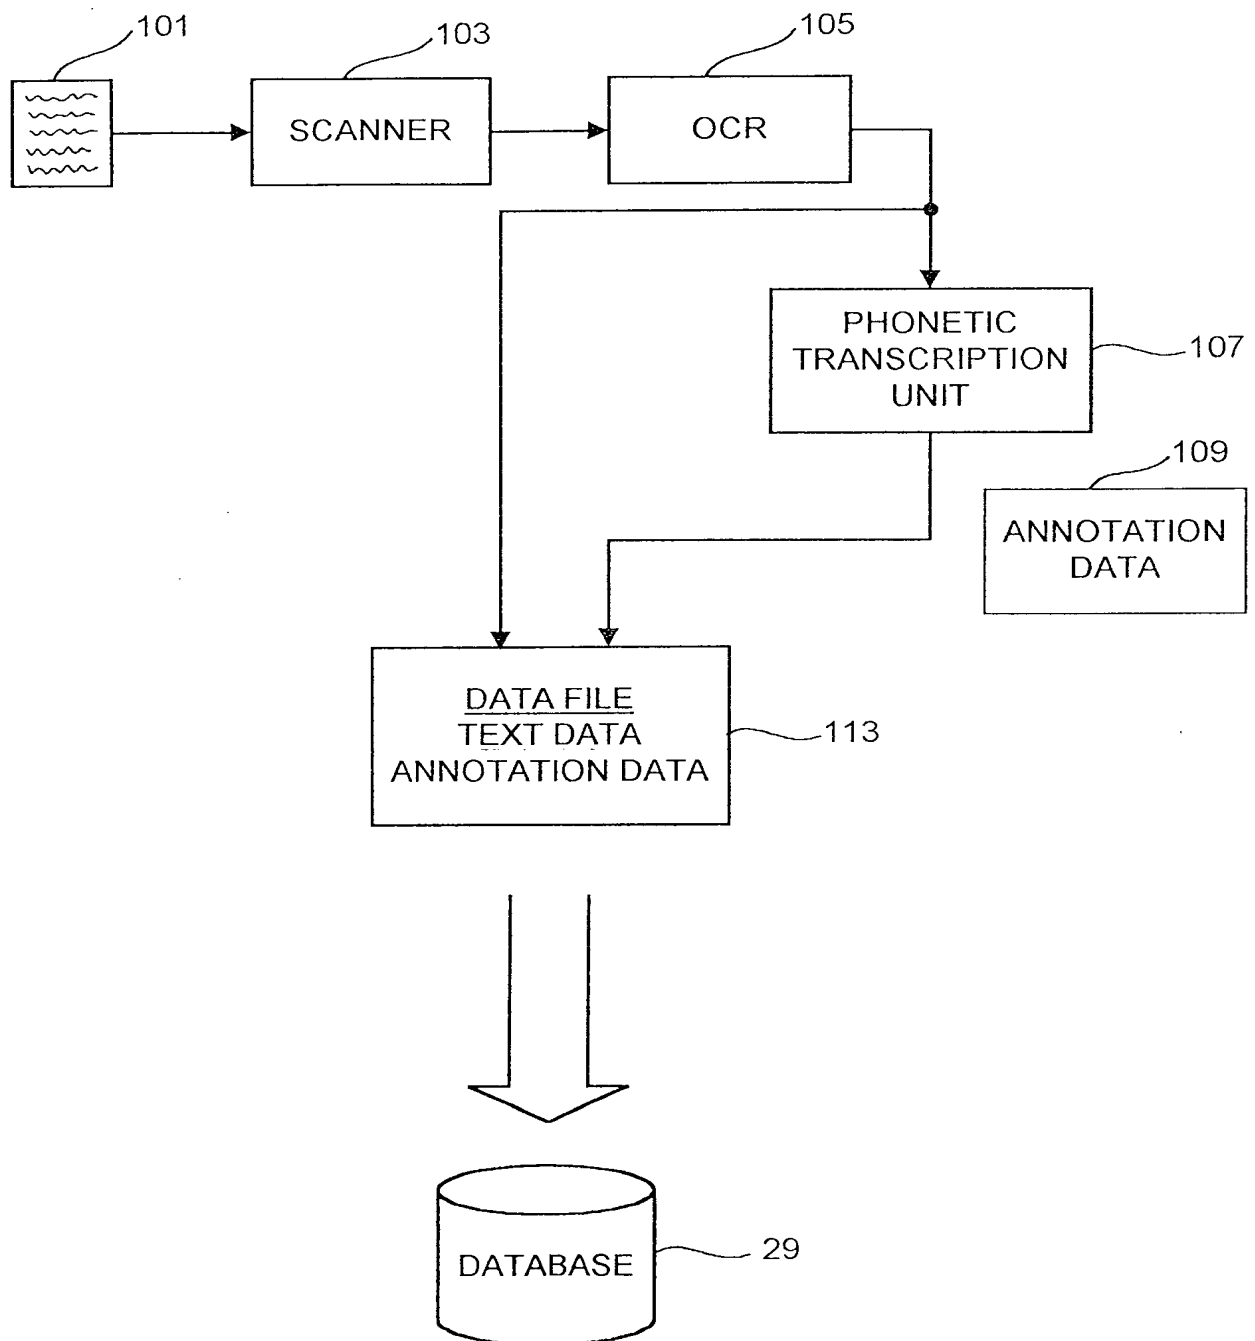 101
103
105
SCANNER
OCR
PHONETIC
TRANSCRIPTION
UNIT
107
109
ANNOTATION
DATA
DATA FILE
TEXT DATA
ANNOTATION DATA
113
DATABASE
29